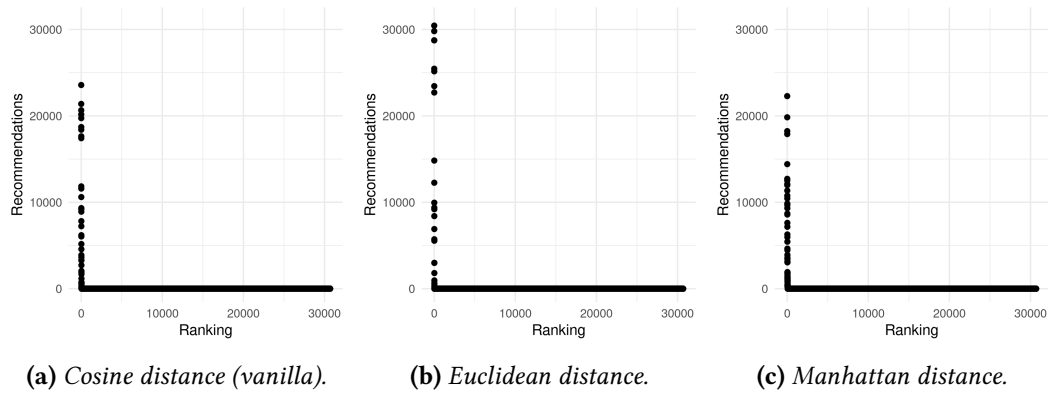 30000
20000
10000
0
Recommendations
0 10000 20000 30000
Ranking
(a) Cosine distance (vanilla).
30000
20000
10000
0
Recommendations
0 10000 20000 30000
Ranking
(b) Euclidean distance.
30000
20000
10000
0
Recommendations
0 10000 20000 30000
Ranking
(c) Manhattan distance.